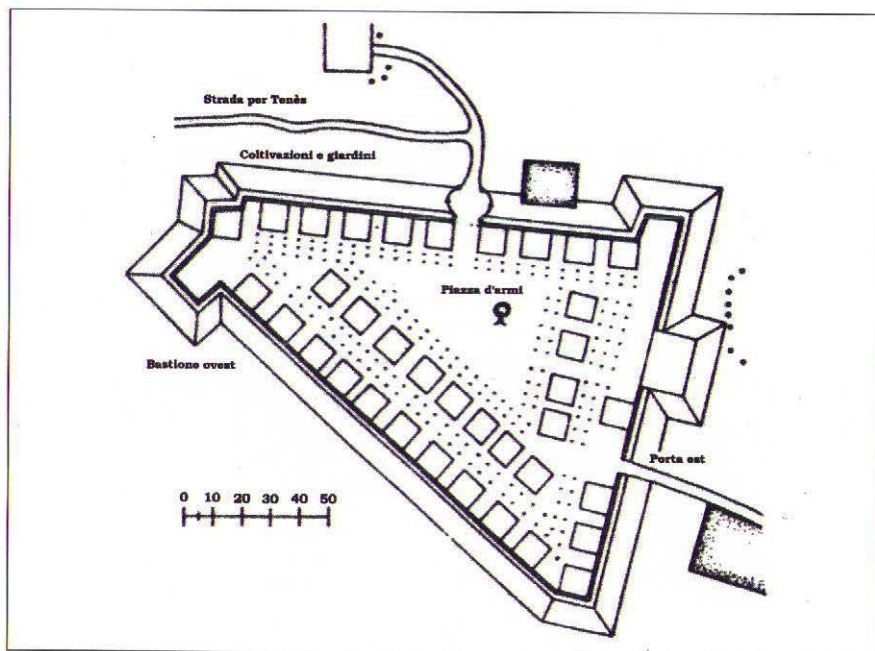 Strada per Tenès
Coltivazioni e giardini
Piazza d'armi
Bastione ovest
Porta est
0 10 20 30 40 50